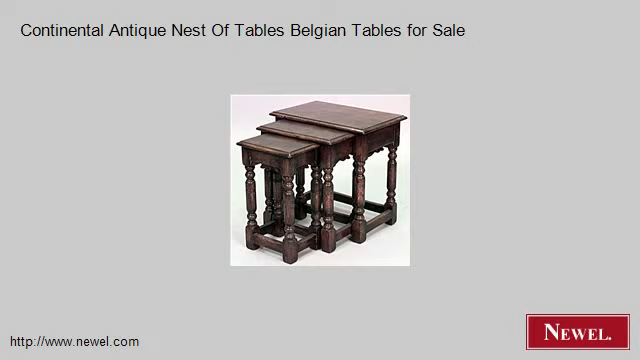 Continental Antique Nest Of Tables Belgian Tables for Sale
http://www.newel.com
NEWEL.